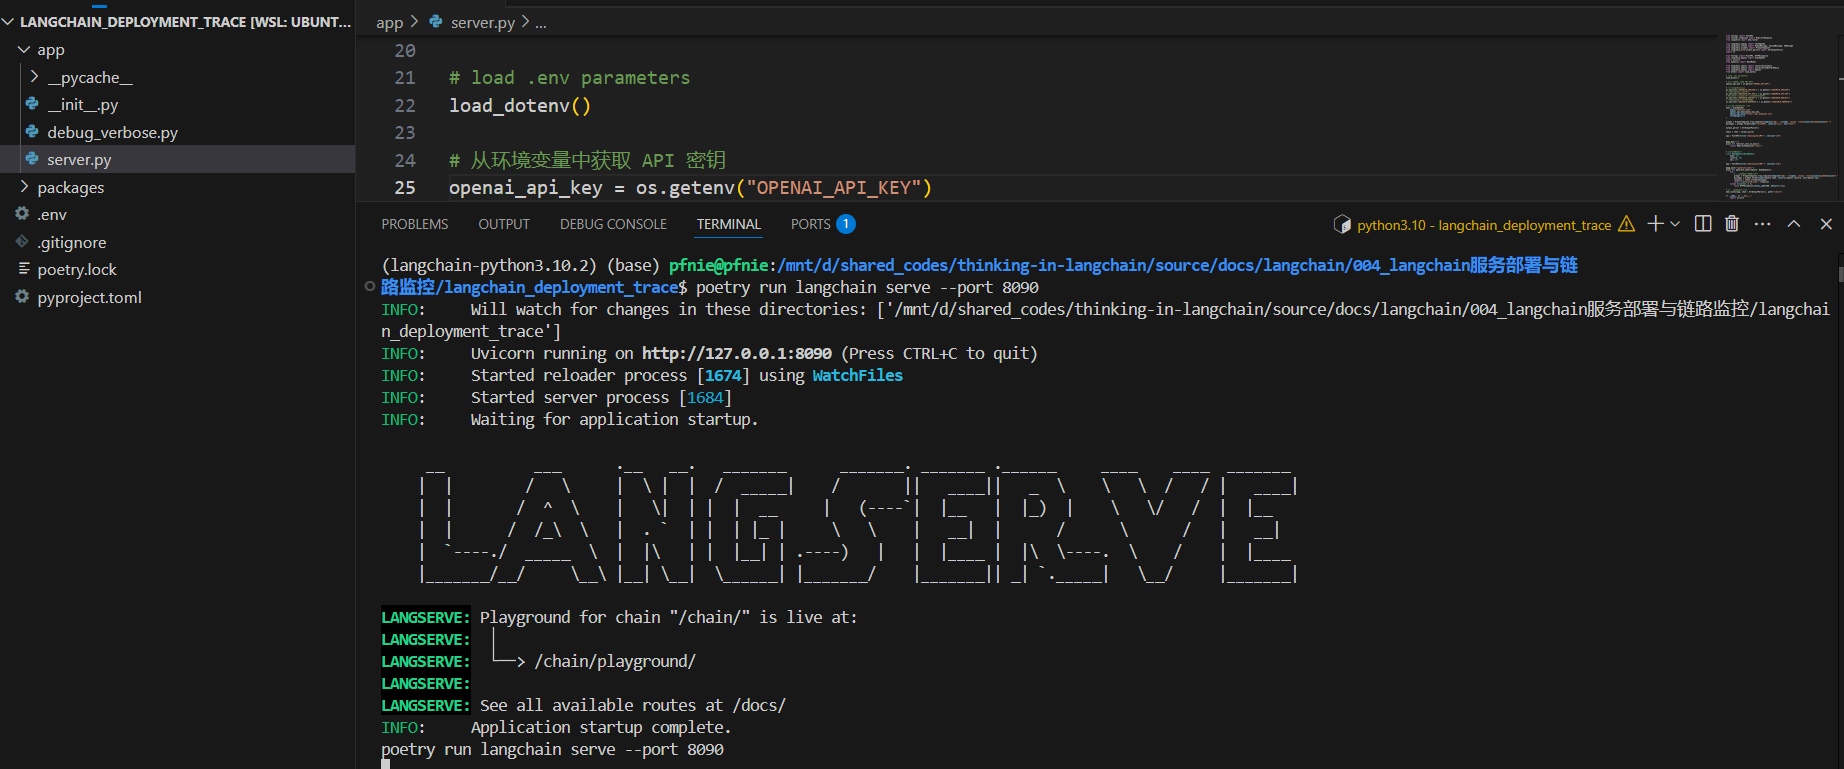 LANGCHAIN_DEPLOYMENT_TRACE [WSL: UBUNT...
app
__pycache__
__init__.py
debug_verbose.py
server.py
packages
.env
.gitignore
poetry.lock
pyproject.toml
app > server.py > ...
20
21 # load .env parameters
22 load_dotenv()
23
24 # 从环境变量中获取 API 密钥
25 openai_api_key = os.getenv("OPENAI_API_KEY")
PROBLEMS OUTPUT DEBUG CONSOLE TERMINAL PORTS 1
python3.10 - langchain_deployment_trace
(langchain-python3.10.2) (base) pfnie@pfnie:/mnt/d/shared_codes/thinking-in-langchain/source/docs/langchain/004_langchain服务部署与链
路监控/langchain_deployment_trace$ poetry run langchain serve --port 8090
INFO: Will watch for changes in these directories: ['/mnt/d/shared_codes/thinking-in-langchain/source/docs/langchain/004_langchain服务部署与链路监控/langchai
n_deployment_trace']
INFO: Uvicorn running on http://127.0.0.1:8090 (Press CTRL+C to quit)
INFO: Started reloader process [1674] using WatchFiles
INFO: Started server process [1684]
INFO: Waiting for application startup.
LANGSERVE
LANGSERVE: Playground for chain "/chain/" is live at:
LANGSERVE: │
LANGSERVE: └──> /chain/playground/
LANGSERVE:
LANGSERVE: See all available routes at /docs/
INFO: Application startup complete.
poetry run langchain serve --port 8090